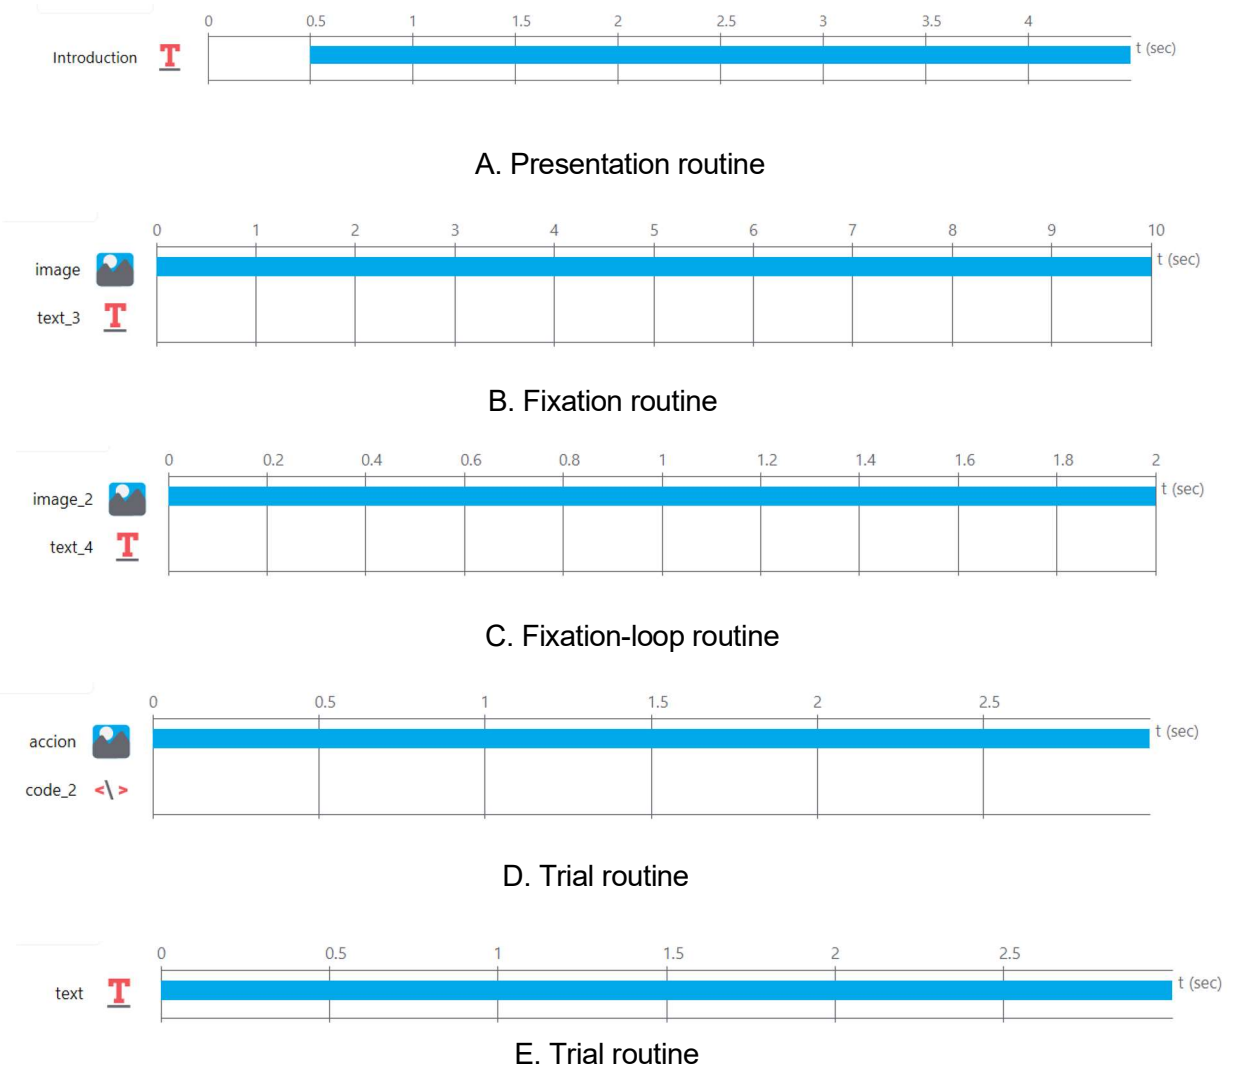 0 0.5 1 1.5 2 2.5 3 3.5 4
Introduction T t (sec)
A. Presentation routine
0 1 2 3 4 5 6 7 8 9 10
image t (sec)
text_3 T
B. Fixation routine
0 0.2 0.4 0.6 0.8 1 1.2 1.4 1.6 1.8 2
image_2 t (sec)
text_4 T
C. Fixation-loop routine
0 0.5 1 1.5 2 2.5
accion t (sec)
code_2 <\>
D. Trial routine
0 0.5 1 1.5 2 2.5
text T t (sec)
E. Trial routine